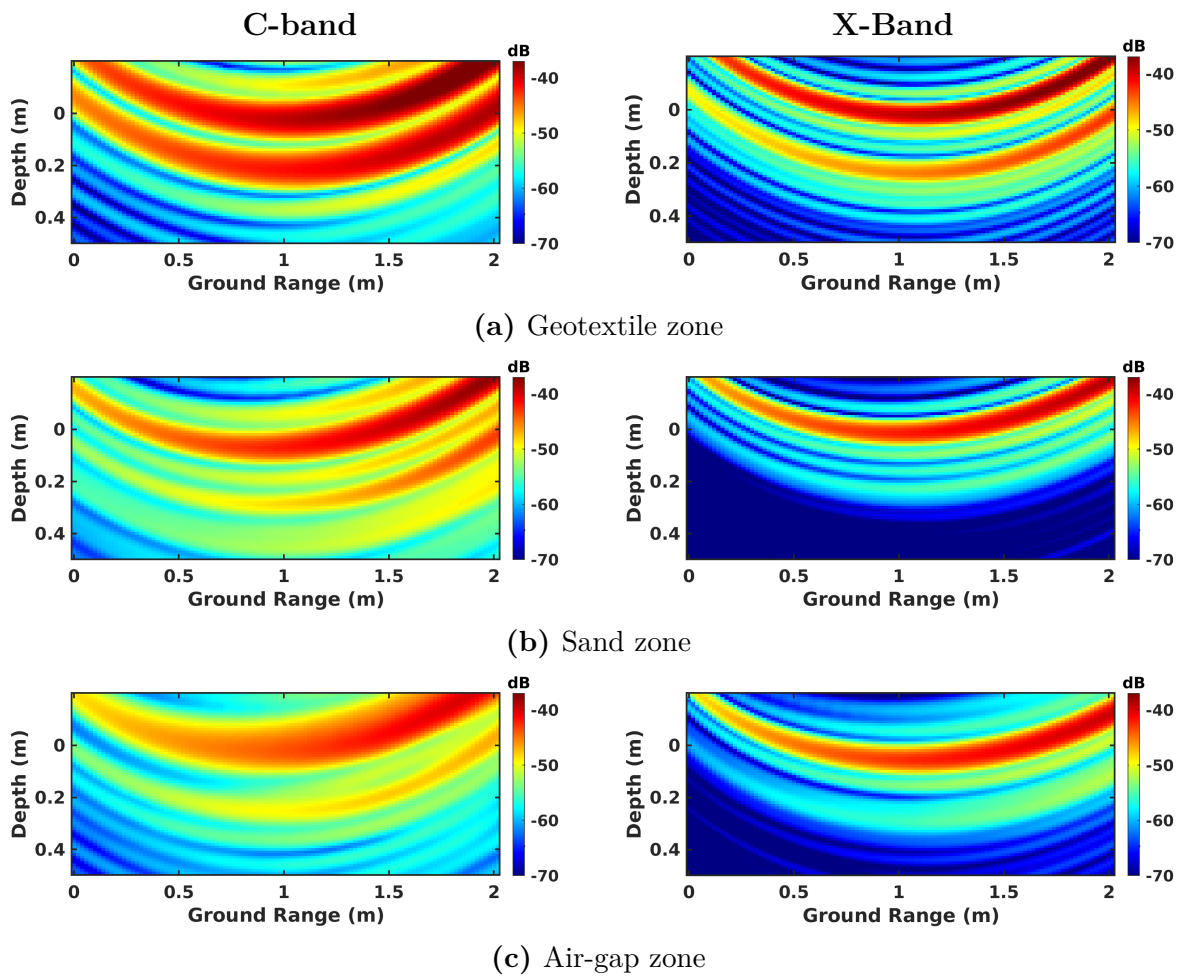 C-band X-Band
dB dB
Depth (m) 0 0.2 0.4 -40 -50 -60 -70 Depth (m) 0 0.2 0.4 -40 -50 -60 -70
0 0.5 1 1.5 2 0 0.5 1 1.5 2
Ground Range (m) Ground Range (m)
(a) Geotextile zone
dB dB
Depth (m) 0 0.2 0.4 -40 -50 -60 -70 Depth (m) 0 0.2 0.4 -40 -50 -60 -70
0 0.5 1 1.5 2 0 0.5 1 1.5 2
Ground Range (m) Ground Range (m)
(b) Sand zone
dB dB
Depth (m) 0 0.2 0.4 -40 -50 -60 -70 Depth (m) 0 0.2 0.4 -40 -50 -60 -70
0 0.5 1 1.5 2 0 0.5 1 1.5 2
Ground Range (m) Ground Range (m)
(c) Air-gap zone